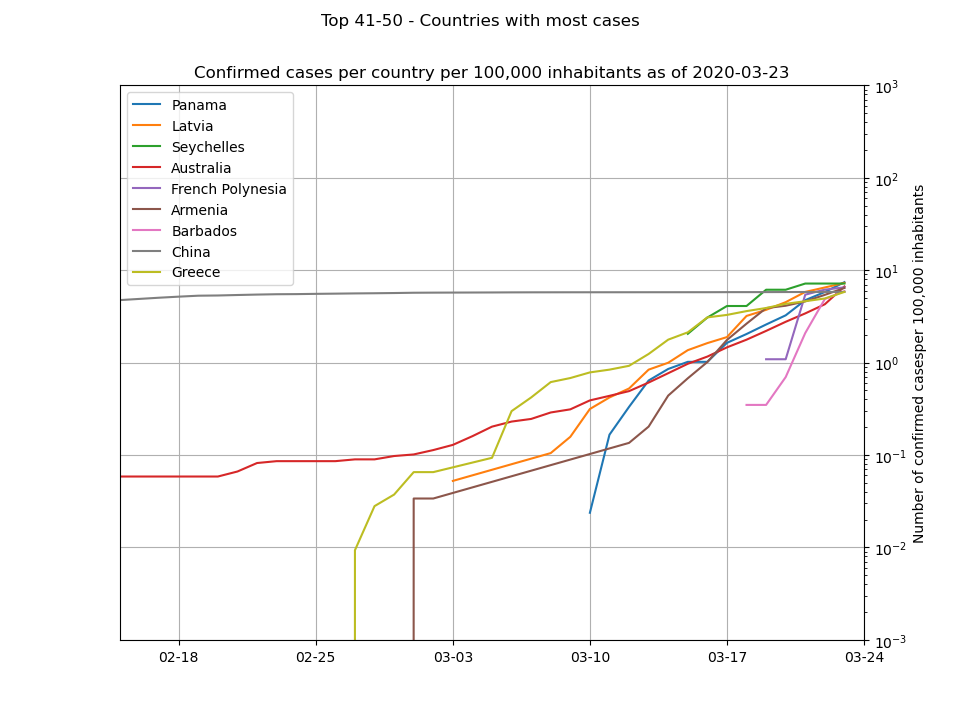 Top 41-50 - Countries with most cases
Confirmed cases per country per 100,000 inhabitants as of 2020-03-23
Panama
Latvia
Seychelles
Australia
French Polynesia
Armenia
Barbados
China
Greece
10³
10²
10¹
10⁰
10⁻¹
10⁻²
10⁻³
Number of confirmed casesper 100,000 inhabitants
02-18
02-25
03-03
03-10
03-17
03-24